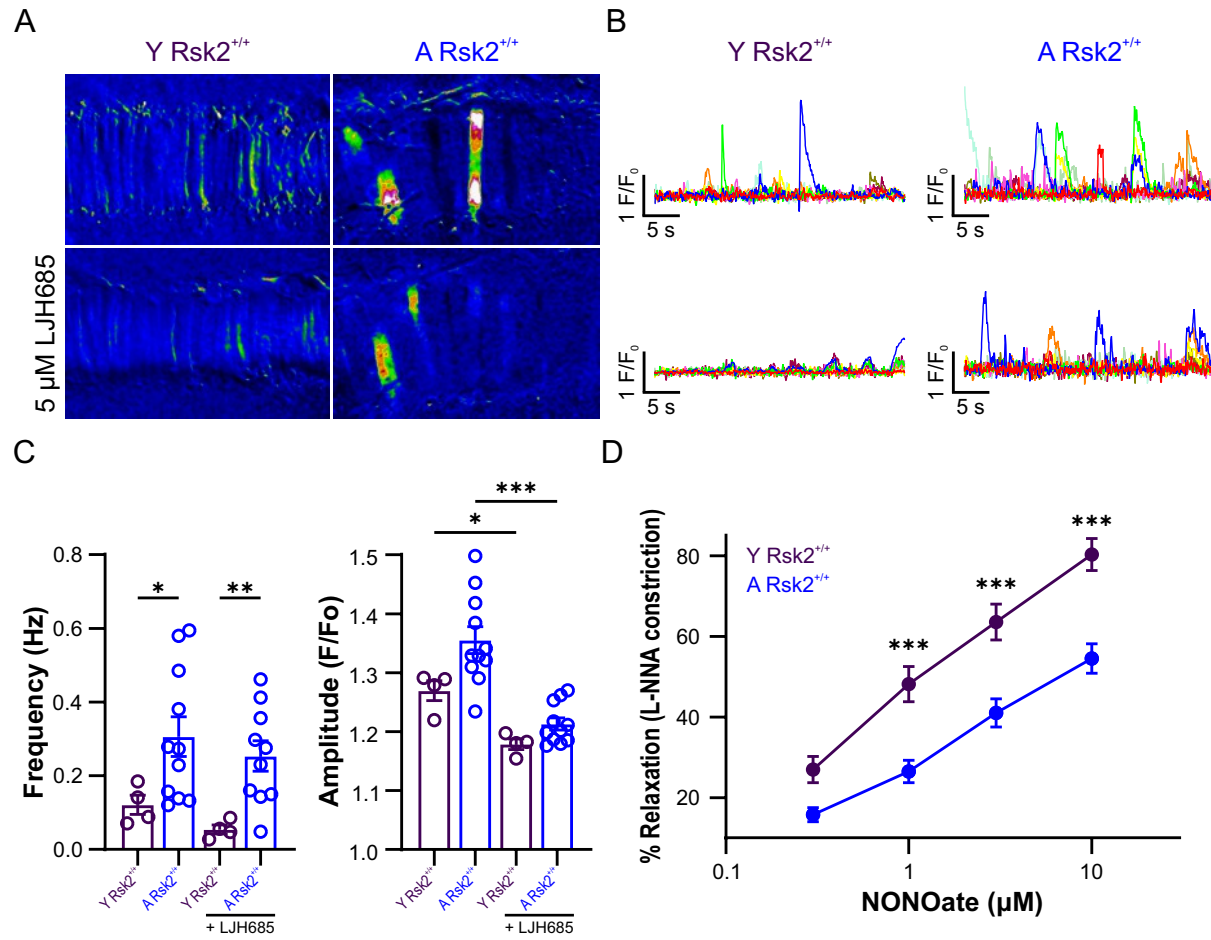 A
Y Rsk2+/+
A Rsk2+/+
5 µM LJH685
B
Y Rsk2+/+
A Rsk2+/+
1 F/F0
5 s
1 F/F0
5 s
1 F/F0
5 s
1 F/F0
5 s
C
Frequency (Hz)
0.8
0.6
0.4
0.2
0.0
*
**
Y Rsk2+/+
A Rsk2+/+
Y Rsk2+/+
A Rsk2+/+
+ LJH685
Amplitude (F/Fo)
1.5
1.4
1.3
1.2
1.1
1.0
***
*
Y Rsk2+/+
A Rsk2+/+
Y Rsk2+/+
A Rsk2+/+
+ LJH685
D
% Relaxation (L-NNA constriction)
80
60
40
20
Y Rsk2+/+
A Rsk2+/+
***
***
***
0.1
1
10
NONOate (µM)